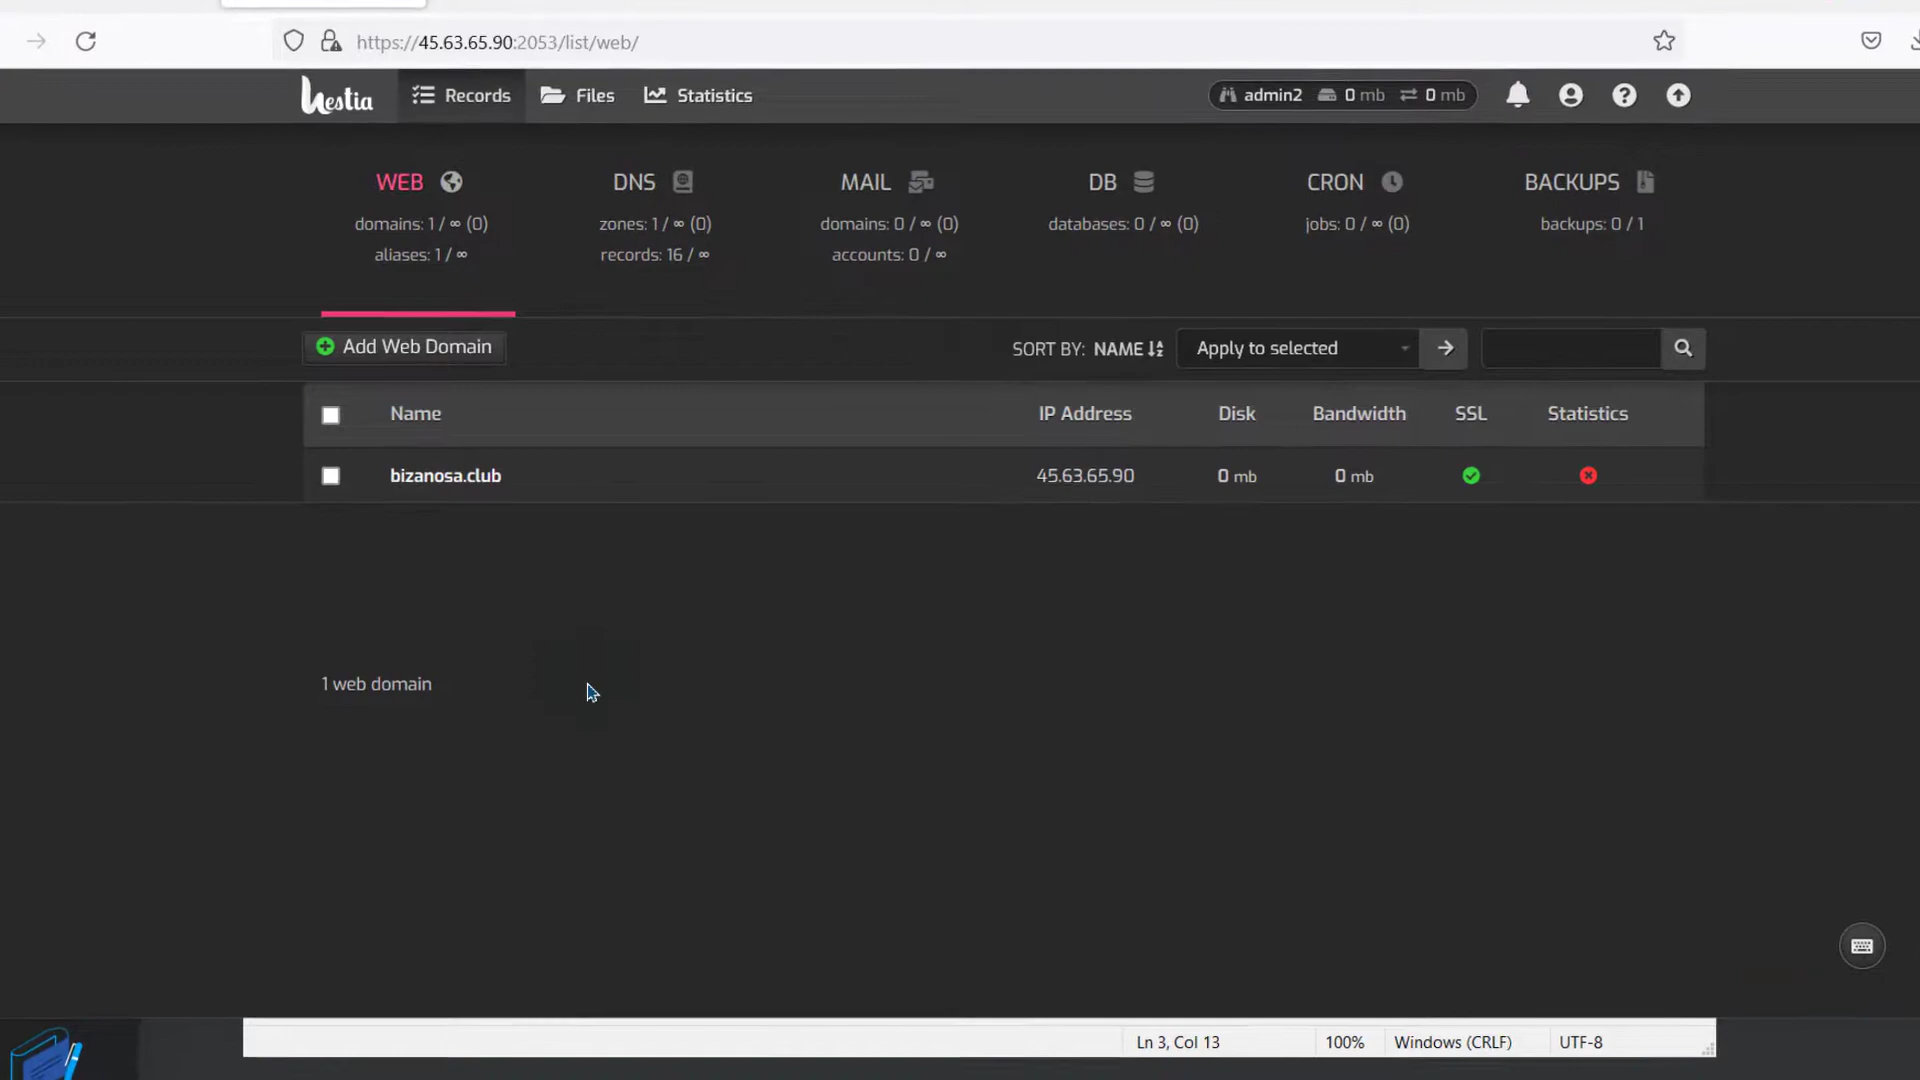 https://45.63.65.90:2053/list/web/
hestia Records Files Statistics admin2 0 mb 0 mb
WEB DNS MAIL DB CRON BACKUPS
domains: 1 / ∞ (0) zones: 1 / ∞ (0) domains: 0 / ∞ (0) databases: 0 / ∞ (0) jobs: 0 / ∞ (0) backups: 0 / 1
aliases: 1 / ∞ records: 16 / ∞ accounts: 0 / ∞
Add Web Domain SORT BY: NAME Apply to selected
Name IP Address Disk Bandwidth SSL Statistics
bizanosa.club 45.63.65.90 0 mb 0 mb
1 web domain
Ln 3, Col 13 100% Windows (CRLF) UTF-8